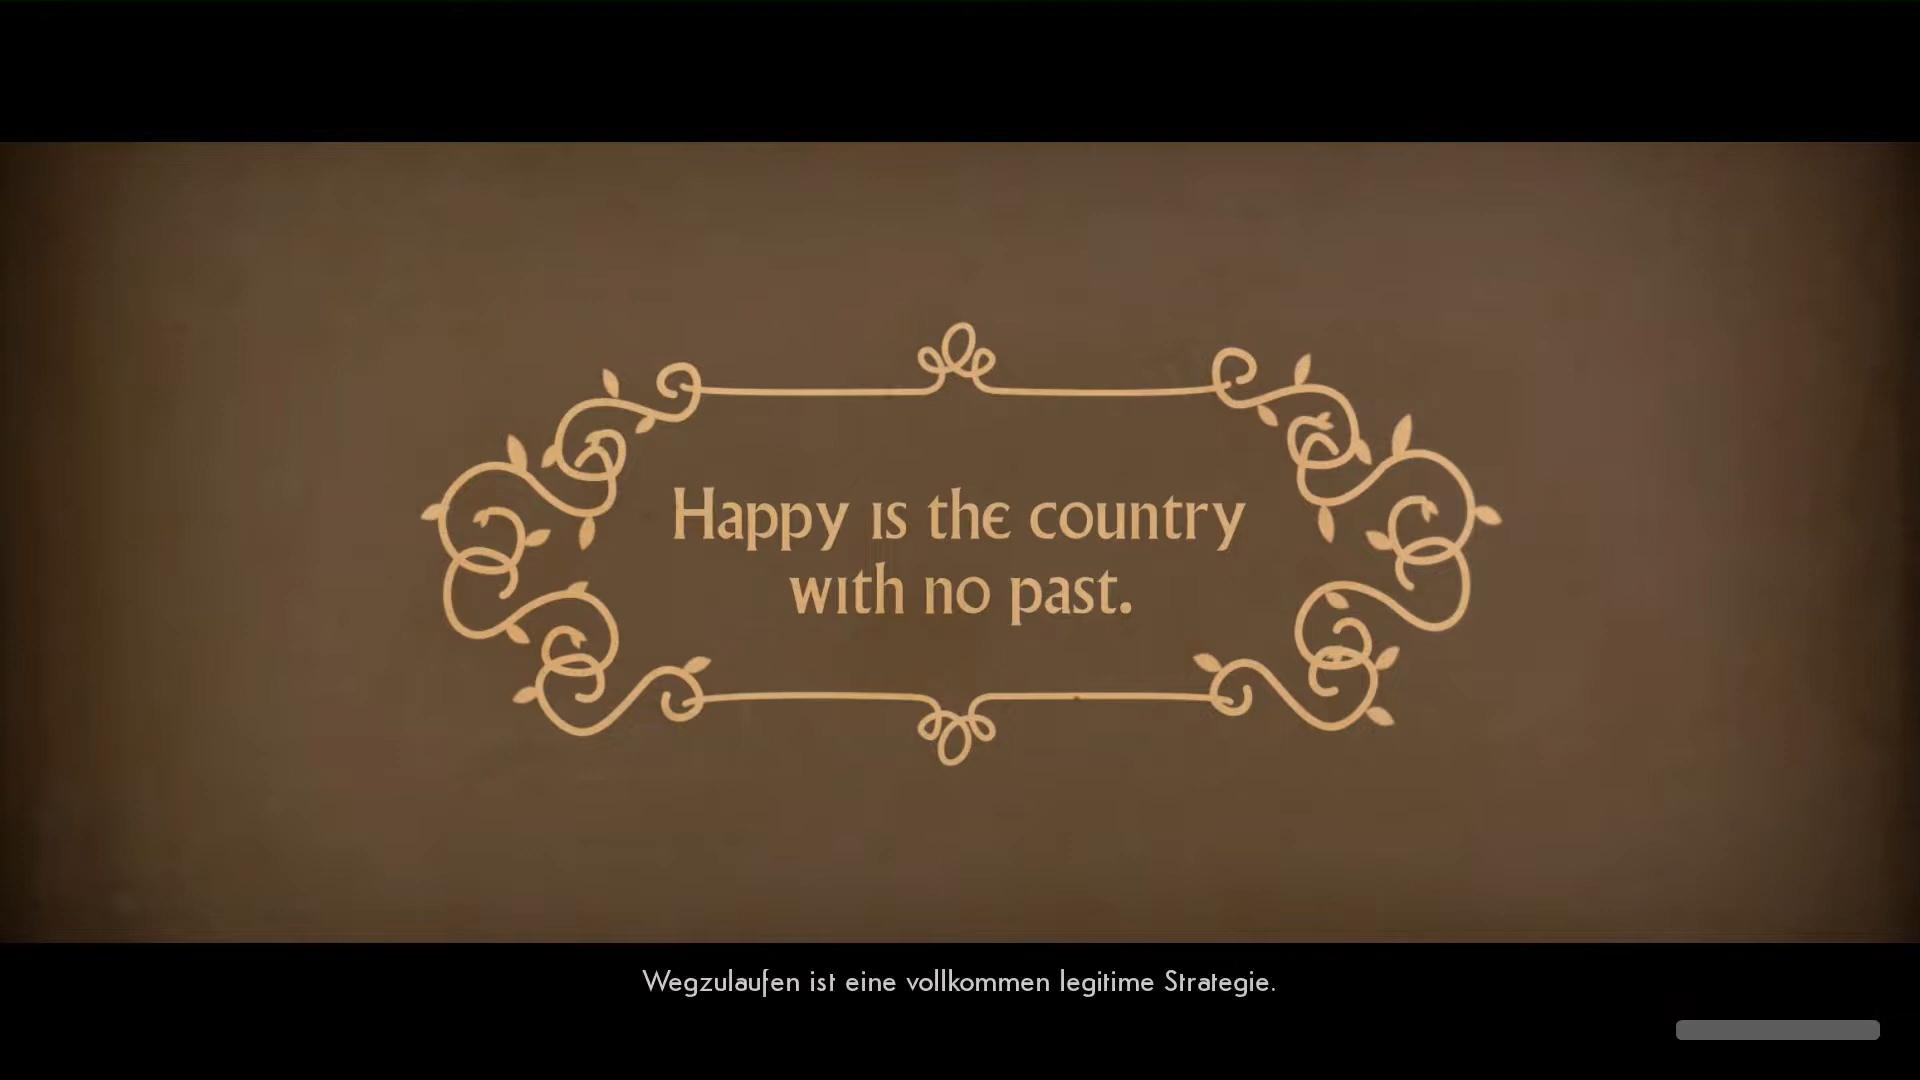 Happy is the country
with no past.
Wegzulaufen ist eine vollkommen legitime Strategie.